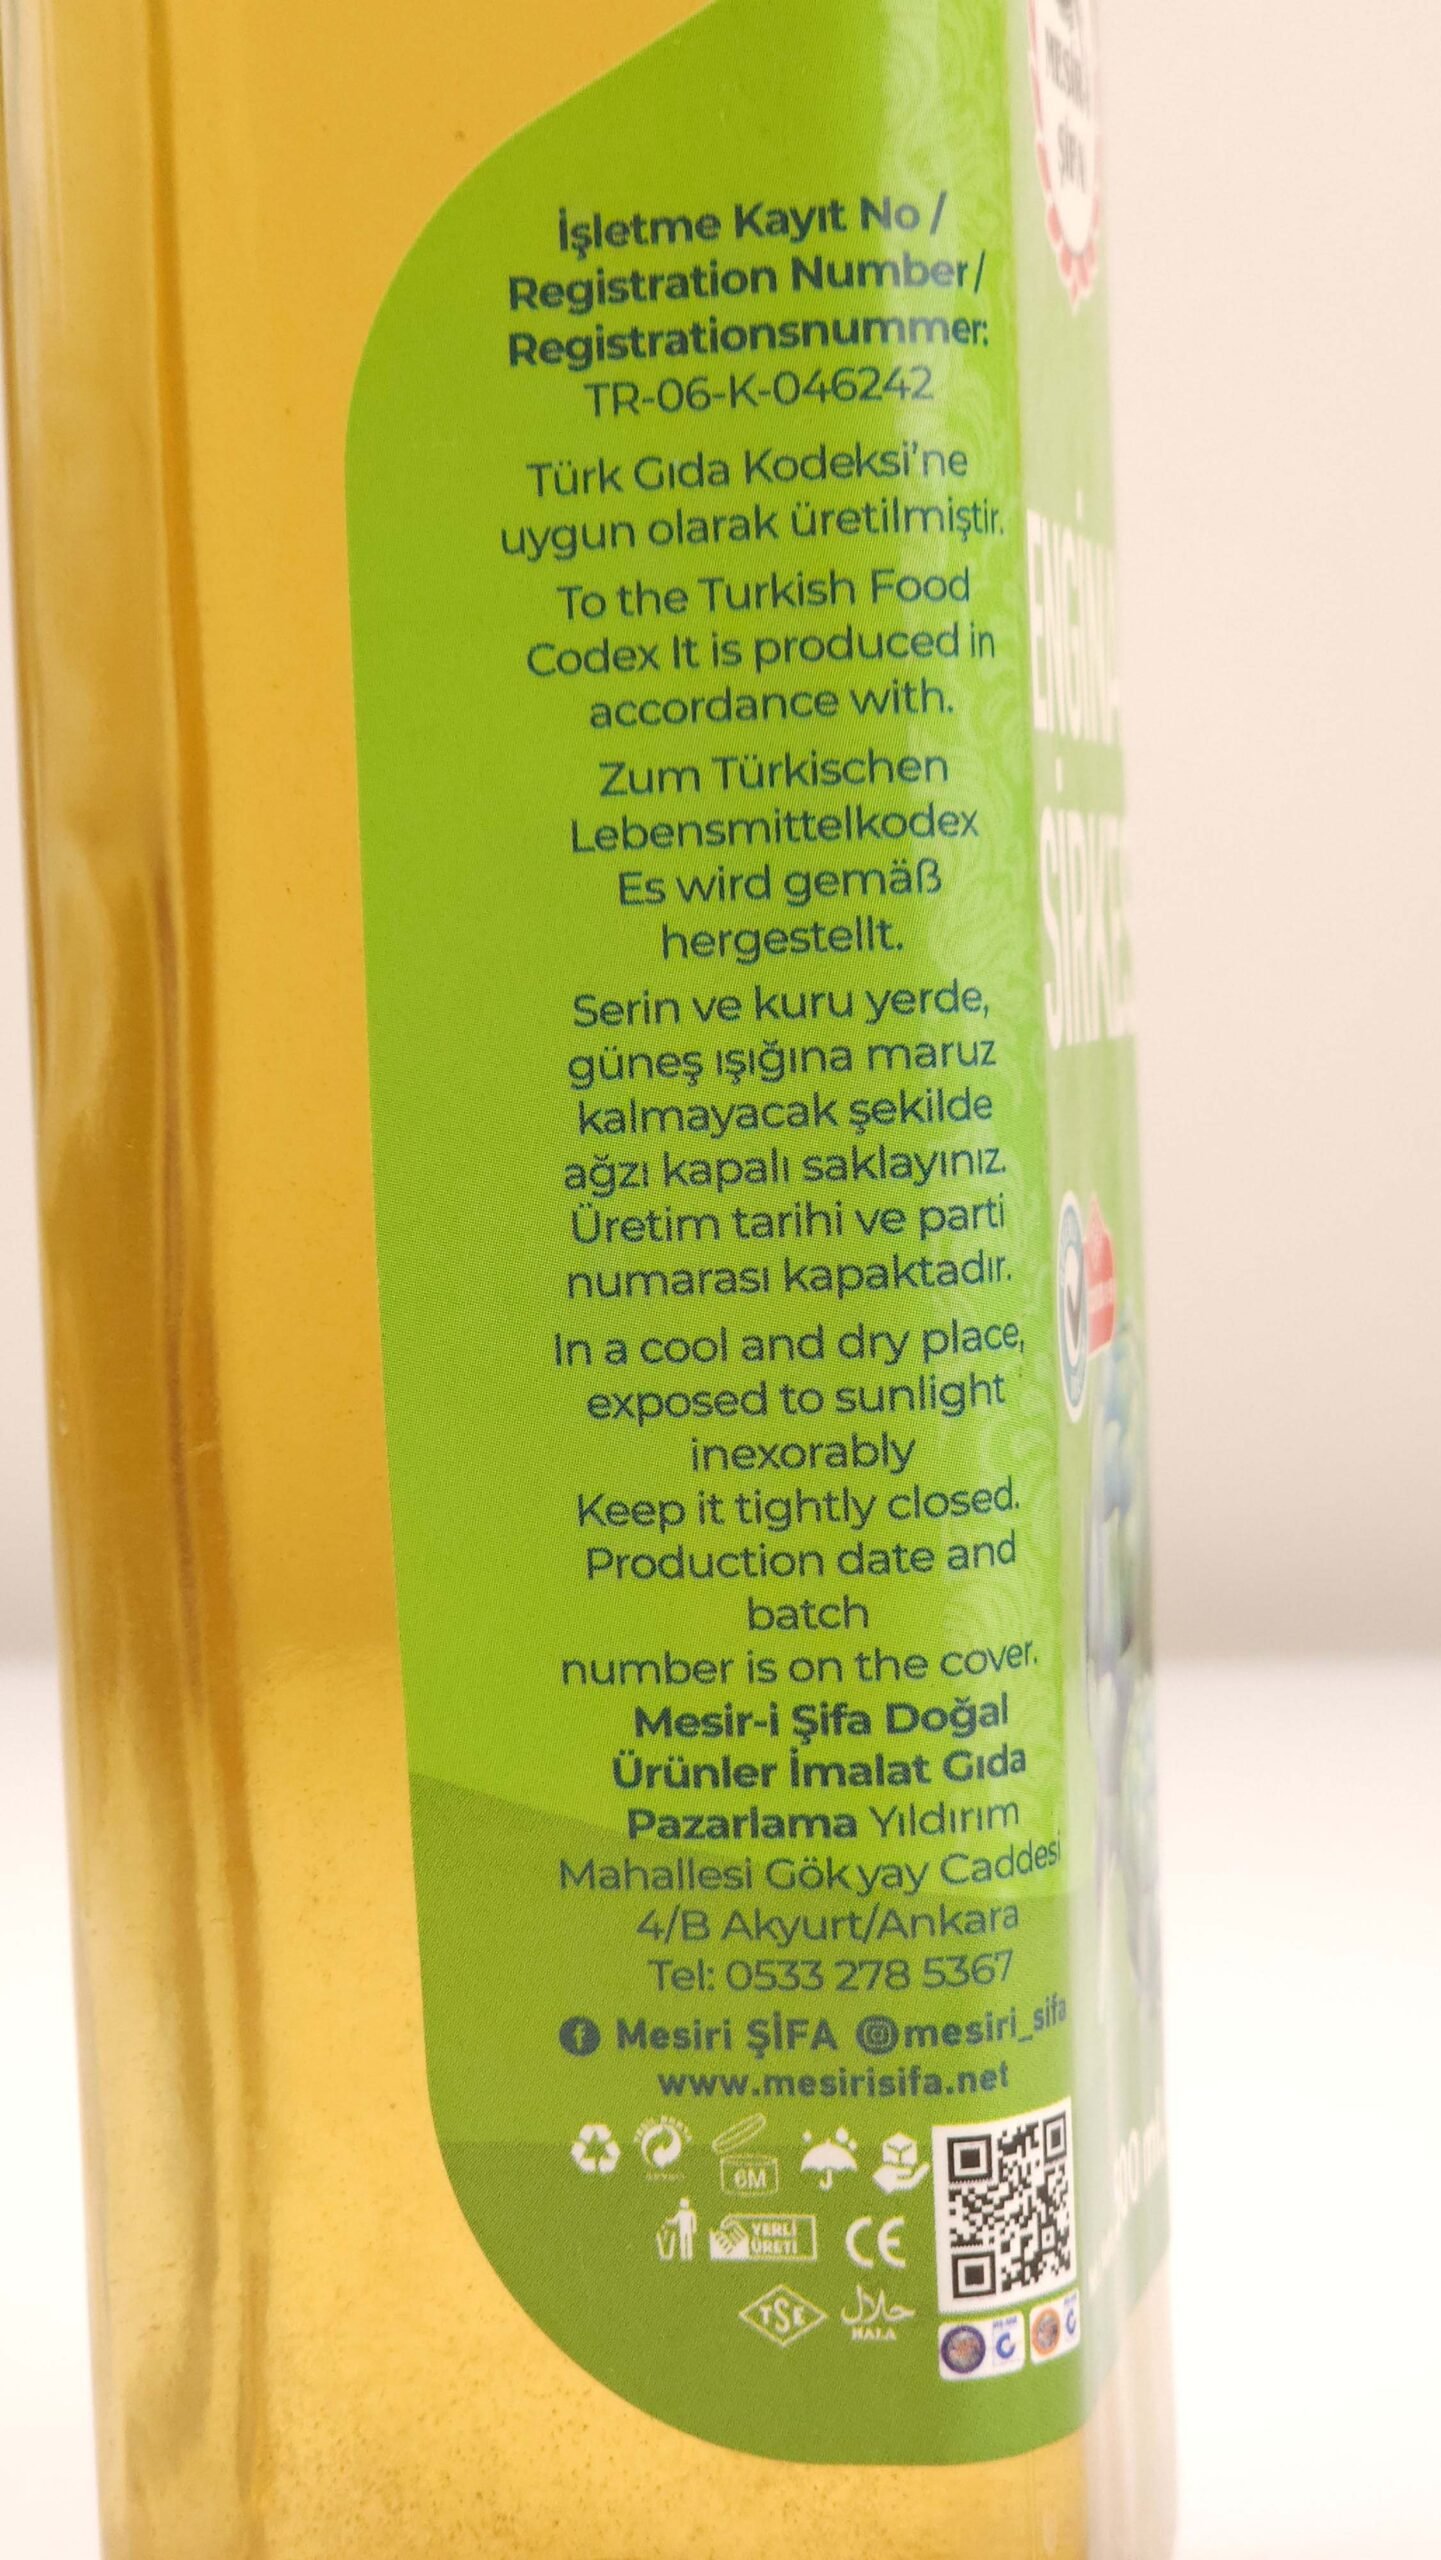 İşletme Kayıt No /
Registration Number/
Registrationsnummer:
TR-06-K-046242
Türk Gıda Kodeksi'ne
uygun olarak üretilmiştir.
To the Turkish Food
Codex It is produced in
accordance with.
Zum Türkischen
Lebensmittelkodex
Es wird gemäß
hergestellt.
Serin ve kuru yerde,
güneş ışığına maruz
kalmayacak şekilde
ağzı kapalı saklayınız.
Üretim tarihi ve parti
numarası kapaktadır.
In a cool and dry place,
exposed to sunlight
inexorably
Keep it tightly closed.
Production date and
batch
number is on the cover.
Mesir-i Şifa Doğal
Ürünler İmalat Gıda
Pazarlama Yıldırım
Mahallesi Gökyay Caddesi
4/B Akyurt/Ankara
Tel: 0533 278 5367
Mesiri ŞİFA mesiri_sifa
www.mesirisifa.net
6M
YERLİ
ÜRETİ
CE
TSE
حلال
HALA
ŞİFA